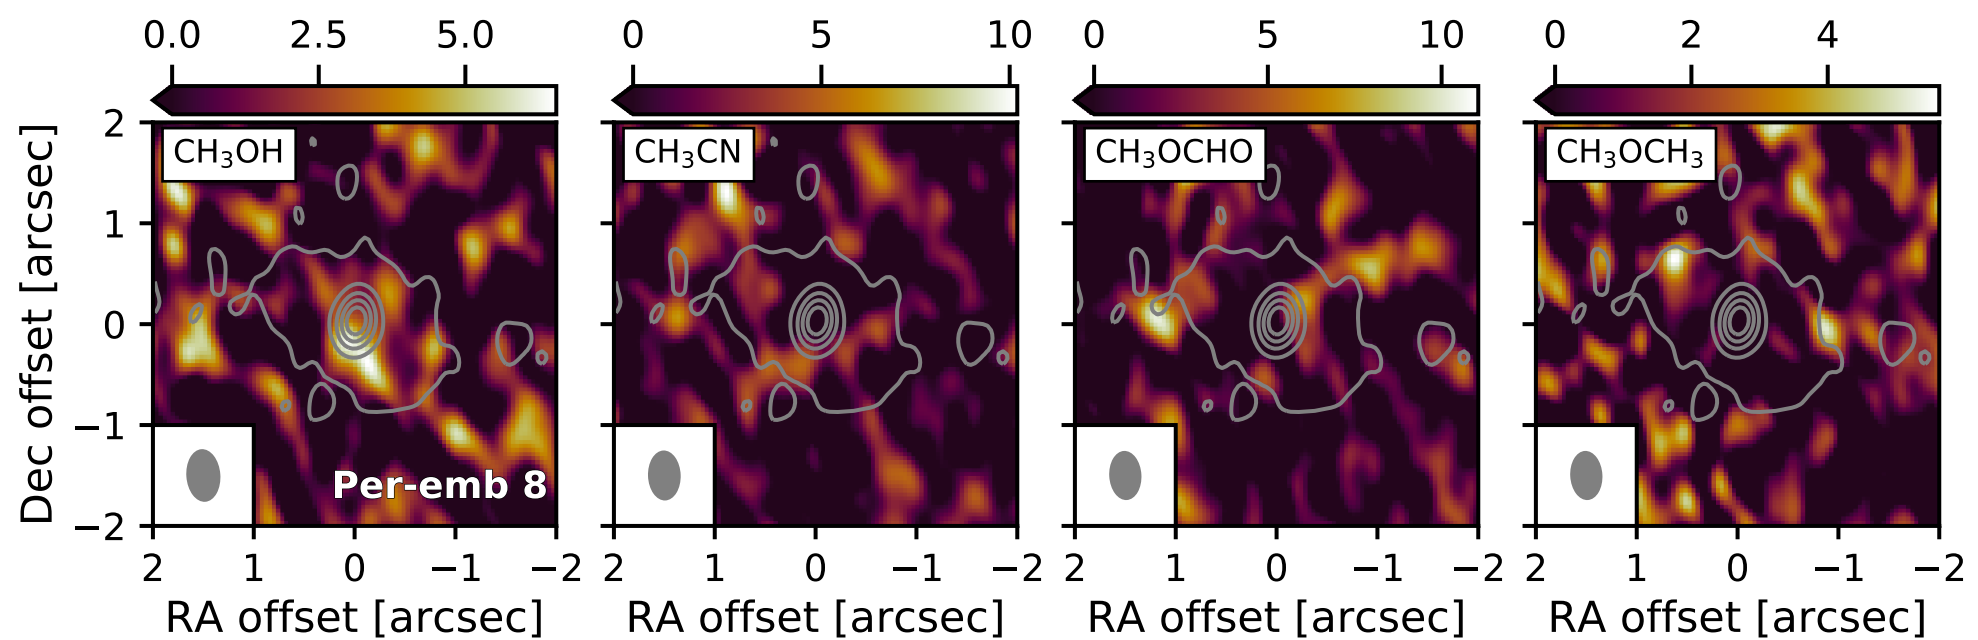 0.0 2.5 5.0 0 5 10 0 5 10 0 2 4
CH₃OH CH₃CN CH₃OCHO CH₃OCH₃
Dec offset [arcsec]
2
1
0
−1
−2
Per-emb 8
2 1 0 −1 −2 2 1 0 −1 −2 2 1 0 −1 −2 2 1 0 −1 −2
RA offset [arcsec] RA offset [arcsec] RA offset [arcsec] RA offset [arcsec]